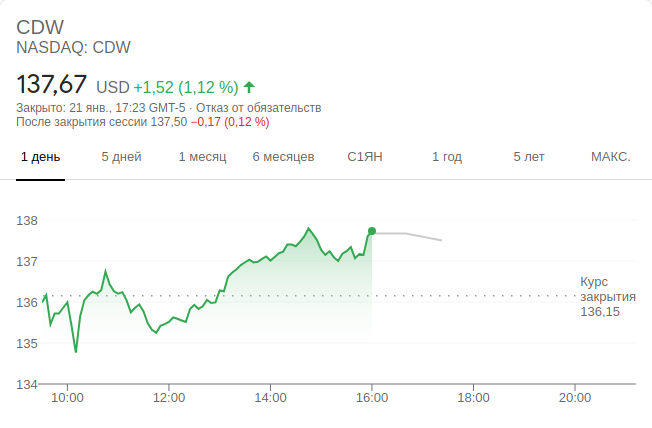 CDW
NASDAQ: CDW
137,67 USD +1,52 (1,12 %)
Закрыто: 21 янв., 17:23 GMT-5 · Отказ от обязательств
После закрытия сессии 137,50 −0,17 (0,12 %)
1 день 5 дней 1 месяц 6 месяцев С1ЯН 1 год 5 лет МАКС.
138
137
136
135
134
Курс
закрытия
136,15
10:00 12:00 14:00 16:00 18:00 20:00